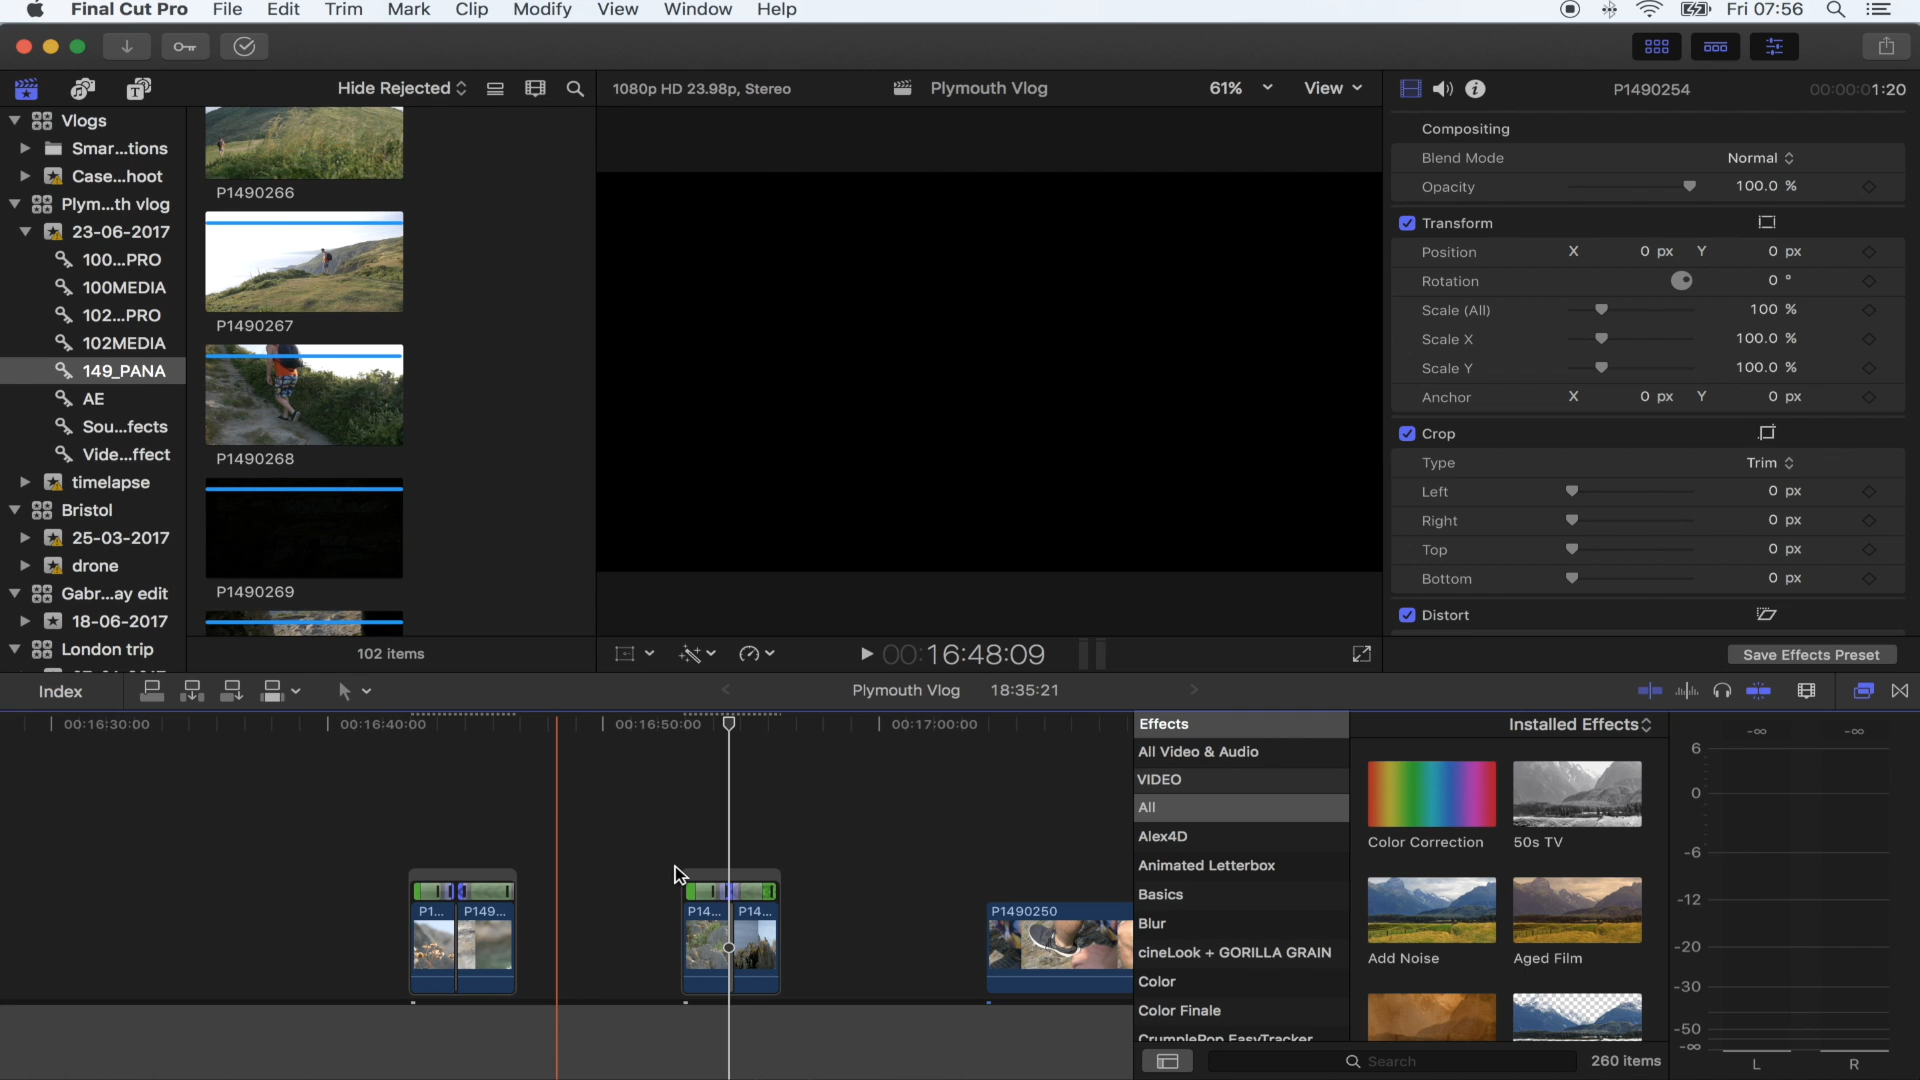 Final Cut Pro File Edit Trim Mark Clip Modify View Window Help Fri 07:56
Hide Rejected 1080p HD 23.98p, Stereo Plymouth Vlog 61% View P1490254 00:00:01:20
Vlogs
Smar...tions
Case...hoot
Plym...th vlog
23-06-2017
100...PRO
100MEDIA
102...PRO
102MEDIA
149_PANA
AE
Sou...fects
Vide...ffect
timelapse
Bristol
25-03-2017
drone
Gabr...ay edit
18-06-2017
London trip
P1490266
P1490267
P1490268
P1490269
102 items
00:16:48:09
Compositing
Blend Mode Normal
Opacity 100.0 %
Transform
Position X 0 px Y 0 px
Rotation 0 °
Scale (All) 100 %
Scale X 100.0 %
Scale Y 100.0 %
Anchor X 0 px Y 0 px
Crop
Type Trim
Left 0 px
Right 0 px
Top 0 px
Bottom 0 px
Distort
Save Effects Preset
Index Plymouth Vlog 18:35:21
00:16:30:00 00:16:40:00 00:16:50:00 00:17:00:00
P1... P149... P14... P14... P1490250
Effects
All Video & Audio
VIDEO
All
Alex4D
Animated Letterbox
Basics
Blur
cineLook + GORILLA GRAIN
Color
Color Finale
CrumplePop EasyTracker
Installed Effects
Color Correction 50s TV
Add Noise Aged Film
Search 260 items
-∞ -∞
6
0
-6
-12
-20
-30
-50
-∞
L R